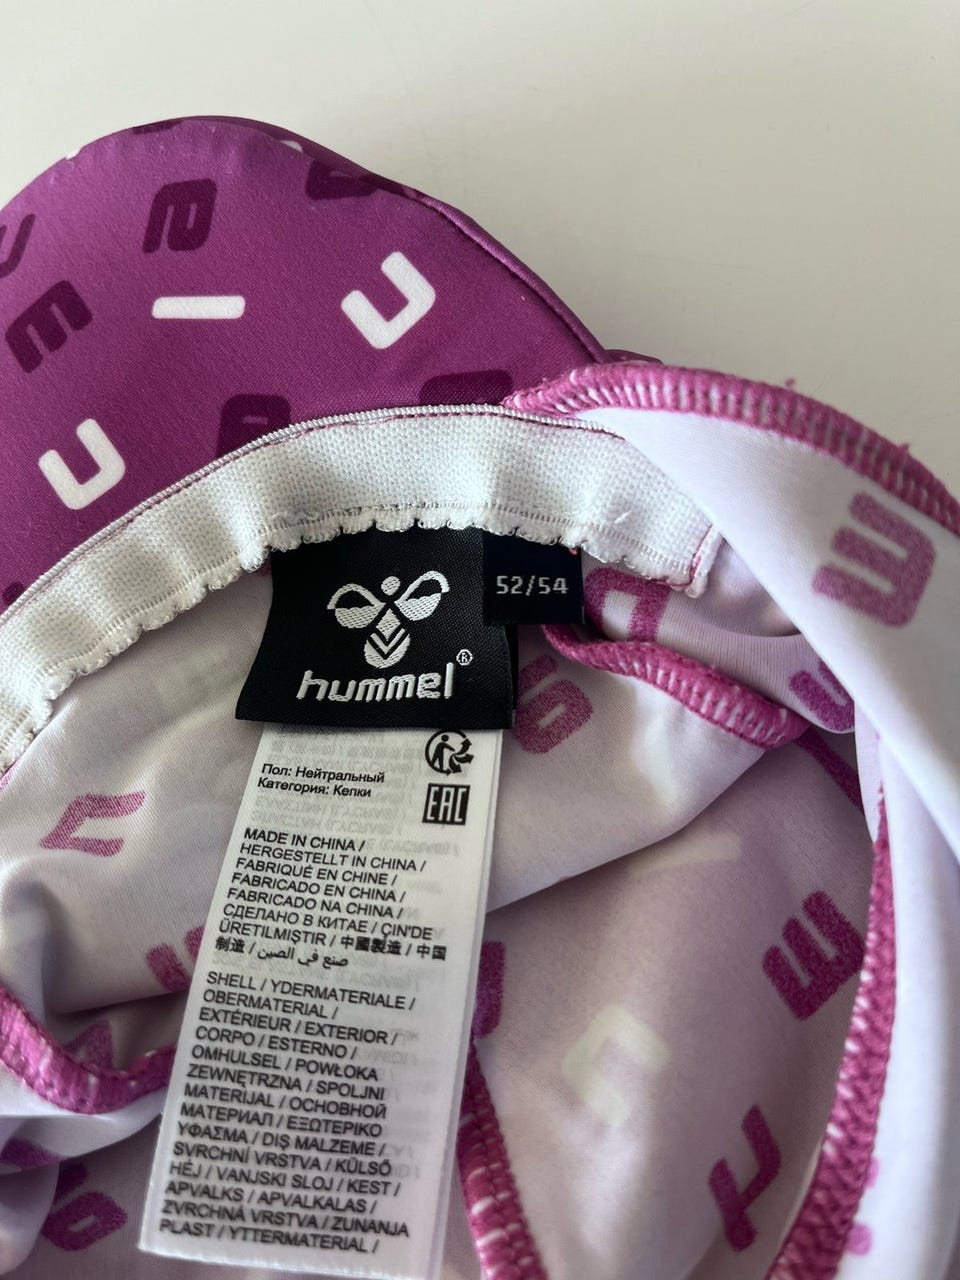 52/54
hummel®
Пол: Нейтральный
Категория: Кепки
EAC
MADE IN CHINA /
HERGESTELLT IN CHINA /
FABRIQUÉ EN CHINE /
FABRICADO EN CHINA /
FABRICADO NA CHINA /
СДЕЛАНО В КИТАЕ / ÇIN'DE
ÜRETILMIŞTIR / 中國製造 / 中国
制造 / صنع في الصين
SHELL / YDERMATERIALE /
OBERMATERIAL /
EXTÉRIEUR / EXTERIOR /
CORPO / ESTERNO /
OMHULSEL / POWŁOKA
ZEWNĘTRZNA / SPOLJNI
MATERIJAL / ОСНОВНОЙ
МАТЕРИАЛ / ΕΞΩΤΕΡΙΚΟ
ΥΦΑΣΜΑ / DIŞ MALZEME /
SVRCHNÍ VRSTVA / KÜLSŐ
HÉJ / VANJSKI SLOJ / KEST /
APVALKS / APVALKALAS /
ZVRCHNÁ VRSTVA / ZUNANJA
PLAST / YTTERMATERIAL /